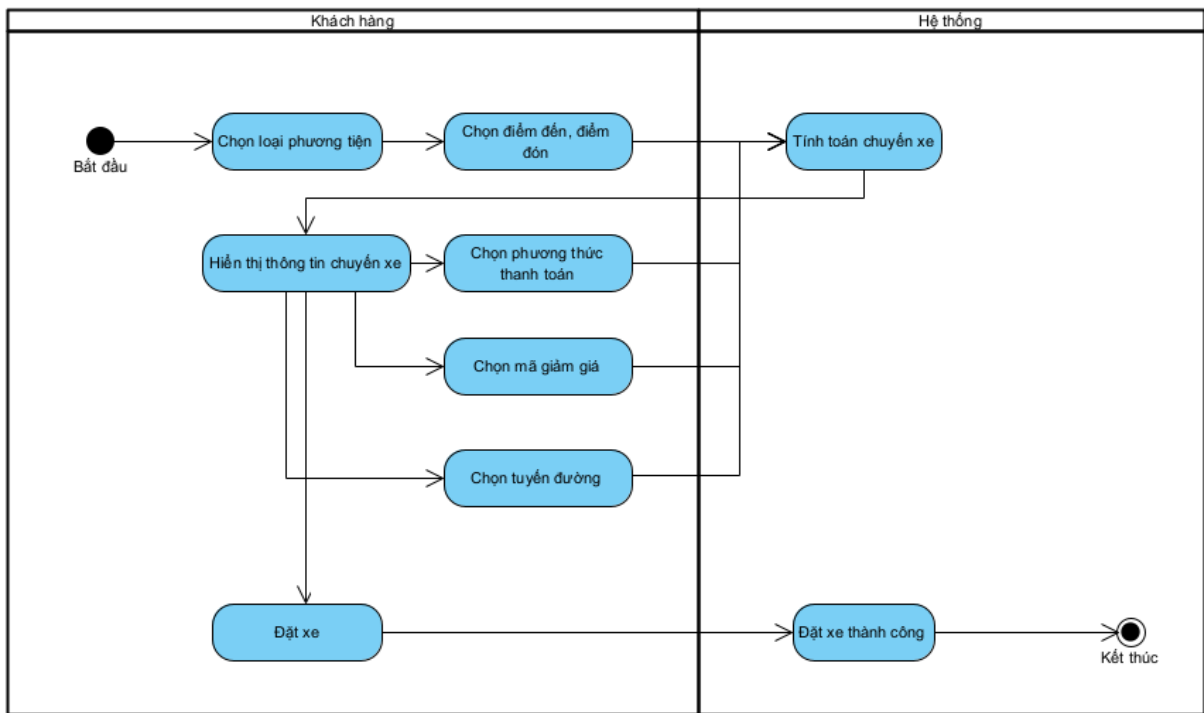 Khách hàng
Hệ thống
Chọn loại phương tiện
Chọn điểm đến, điểm
đón
Tính toán chuyến xe
Bắt đầu
Hiển thị thông tin chuyến xe
Chọn phương thức
thanh toán
Chọn mã giảm giá
Chọn tuyến đường
Đặt xe
Đặt xe thành công
Kết thúc